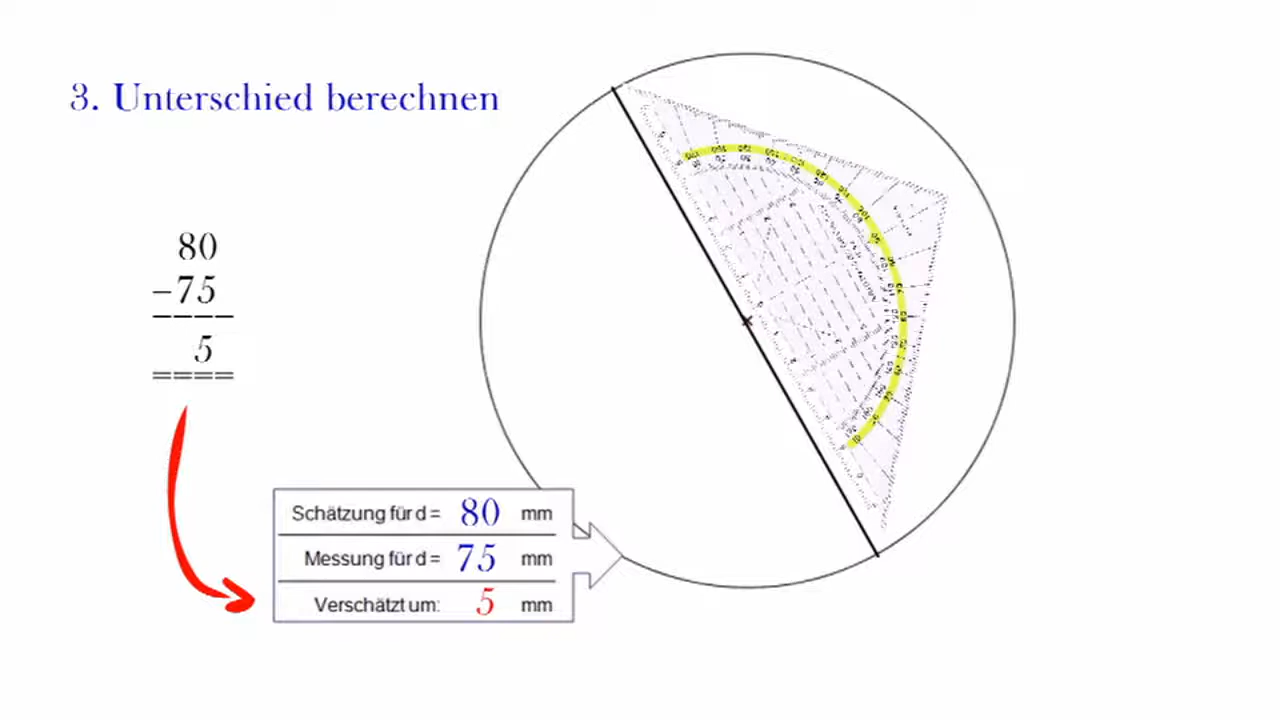 3. Unterschied berechnen
80
−75
−−−−
5
====
Schätzung für d = 80 mm
Messung für d = 75 mm
Verschätzt um: 5 mm